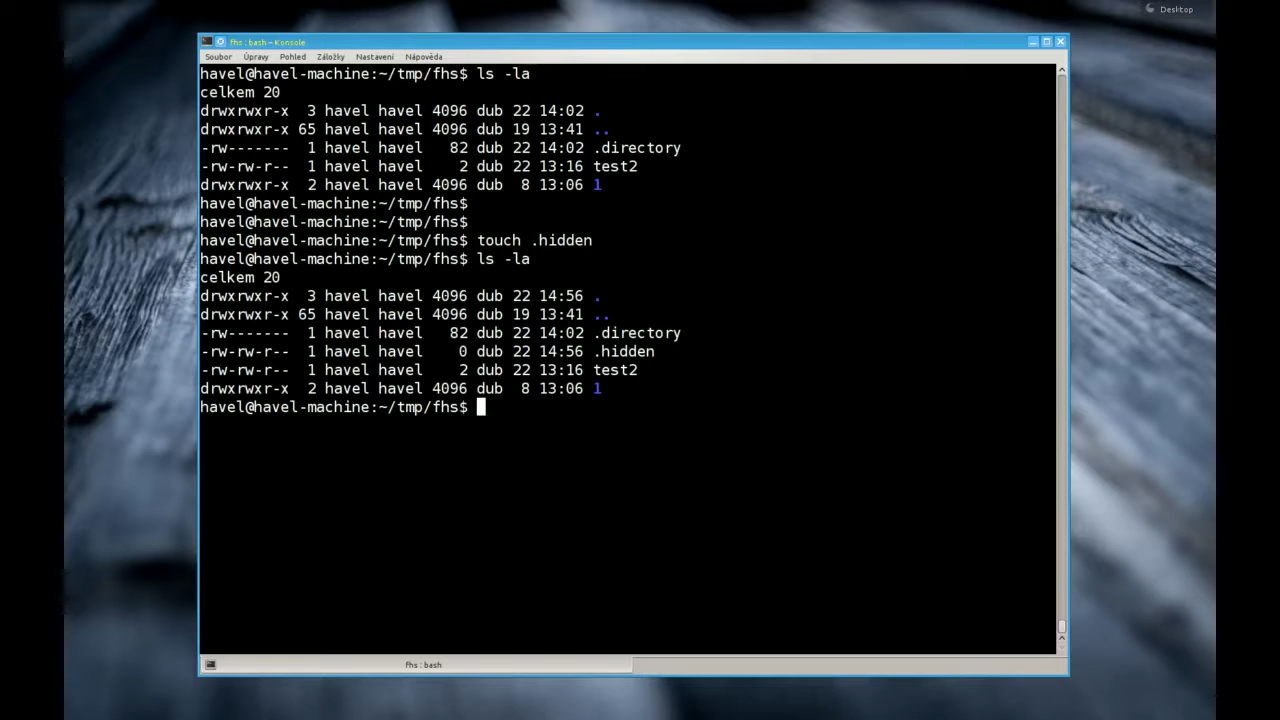 Desktop
fhs : bash – Konsole
Soubor Úpravy Pohled Záložky Nastavení Nápověda
havel@havel-machine:~/tmp/fhs$ ls -la
celkem 20
drwxrwxr-x  3 havel havel 4096 dub 22 14:02 .
drwxrwxr-x 65 havel havel 4096 dub 19 13:41 ..
-rw-------  1 havel havel   82 dub 22 14:02 .directory
-rw-rw-r--  1 havel havel    2 dub 22 13:16 test2
drwxrwxr-x  2 havel havel 4096 dub  8 13:06 1
havel@havel-machine:~/tmp/fhs$
havel@havel-machine:~/tmp/fhs$
havel@havel-machine:~/tmp/fhs$ touch .hidden
havel@havel-machine:~/tmp/fhs$ ls -la
celkem 20
drwxrwxr-x  3 havel havel 4096 dub 22 14:56 .
drwxrwxr-x 65 havel havel 4096 dub 19 13:41 ..
-rw-------  1 havel havel   82 dub 22 14:02 .directory
-rw-rw-r--  1 havel havel    0 dub 22 14:56 .hidden
-rw-rw-r--  1 havel havel    2 dub 22 13:16 test2
drwxrwxr-x  2 havel havel 4096 dub  8 13:06 1
havel@havel-machine:~/tmp/fhs$
fhs : bash